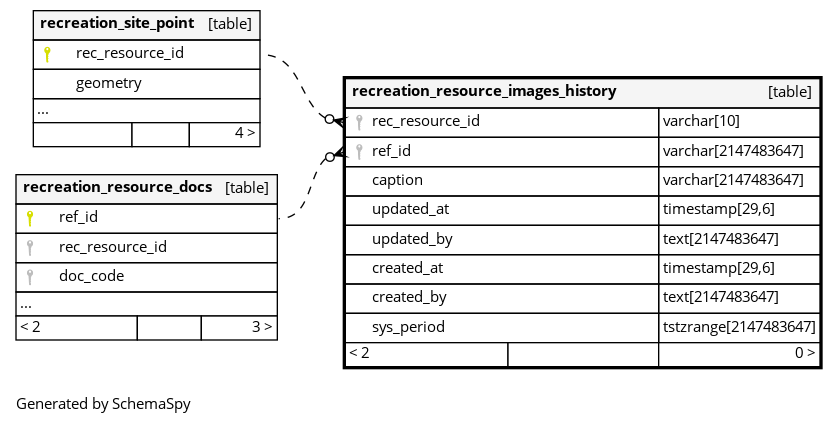 recreation_site_point [table]
rec_resource_id
geometry
...
4 >
recreation_resource_docs [table]
ref_id
rec_resource_id
doc_code
...
< 2 3 >
recreation_resource_images_history [table]
rec_resource_id varchar[10]
ref_id varchar[2147483647]
caption varchar[2147483647]
updated_at timestamp[29,6]
updated_by text[2147483647]
created_at timestamp[29,6]
created_by text[2147483647]
sys_period tstzrange[2147483647]
< 2 0 >
Generated by SchemaSpy